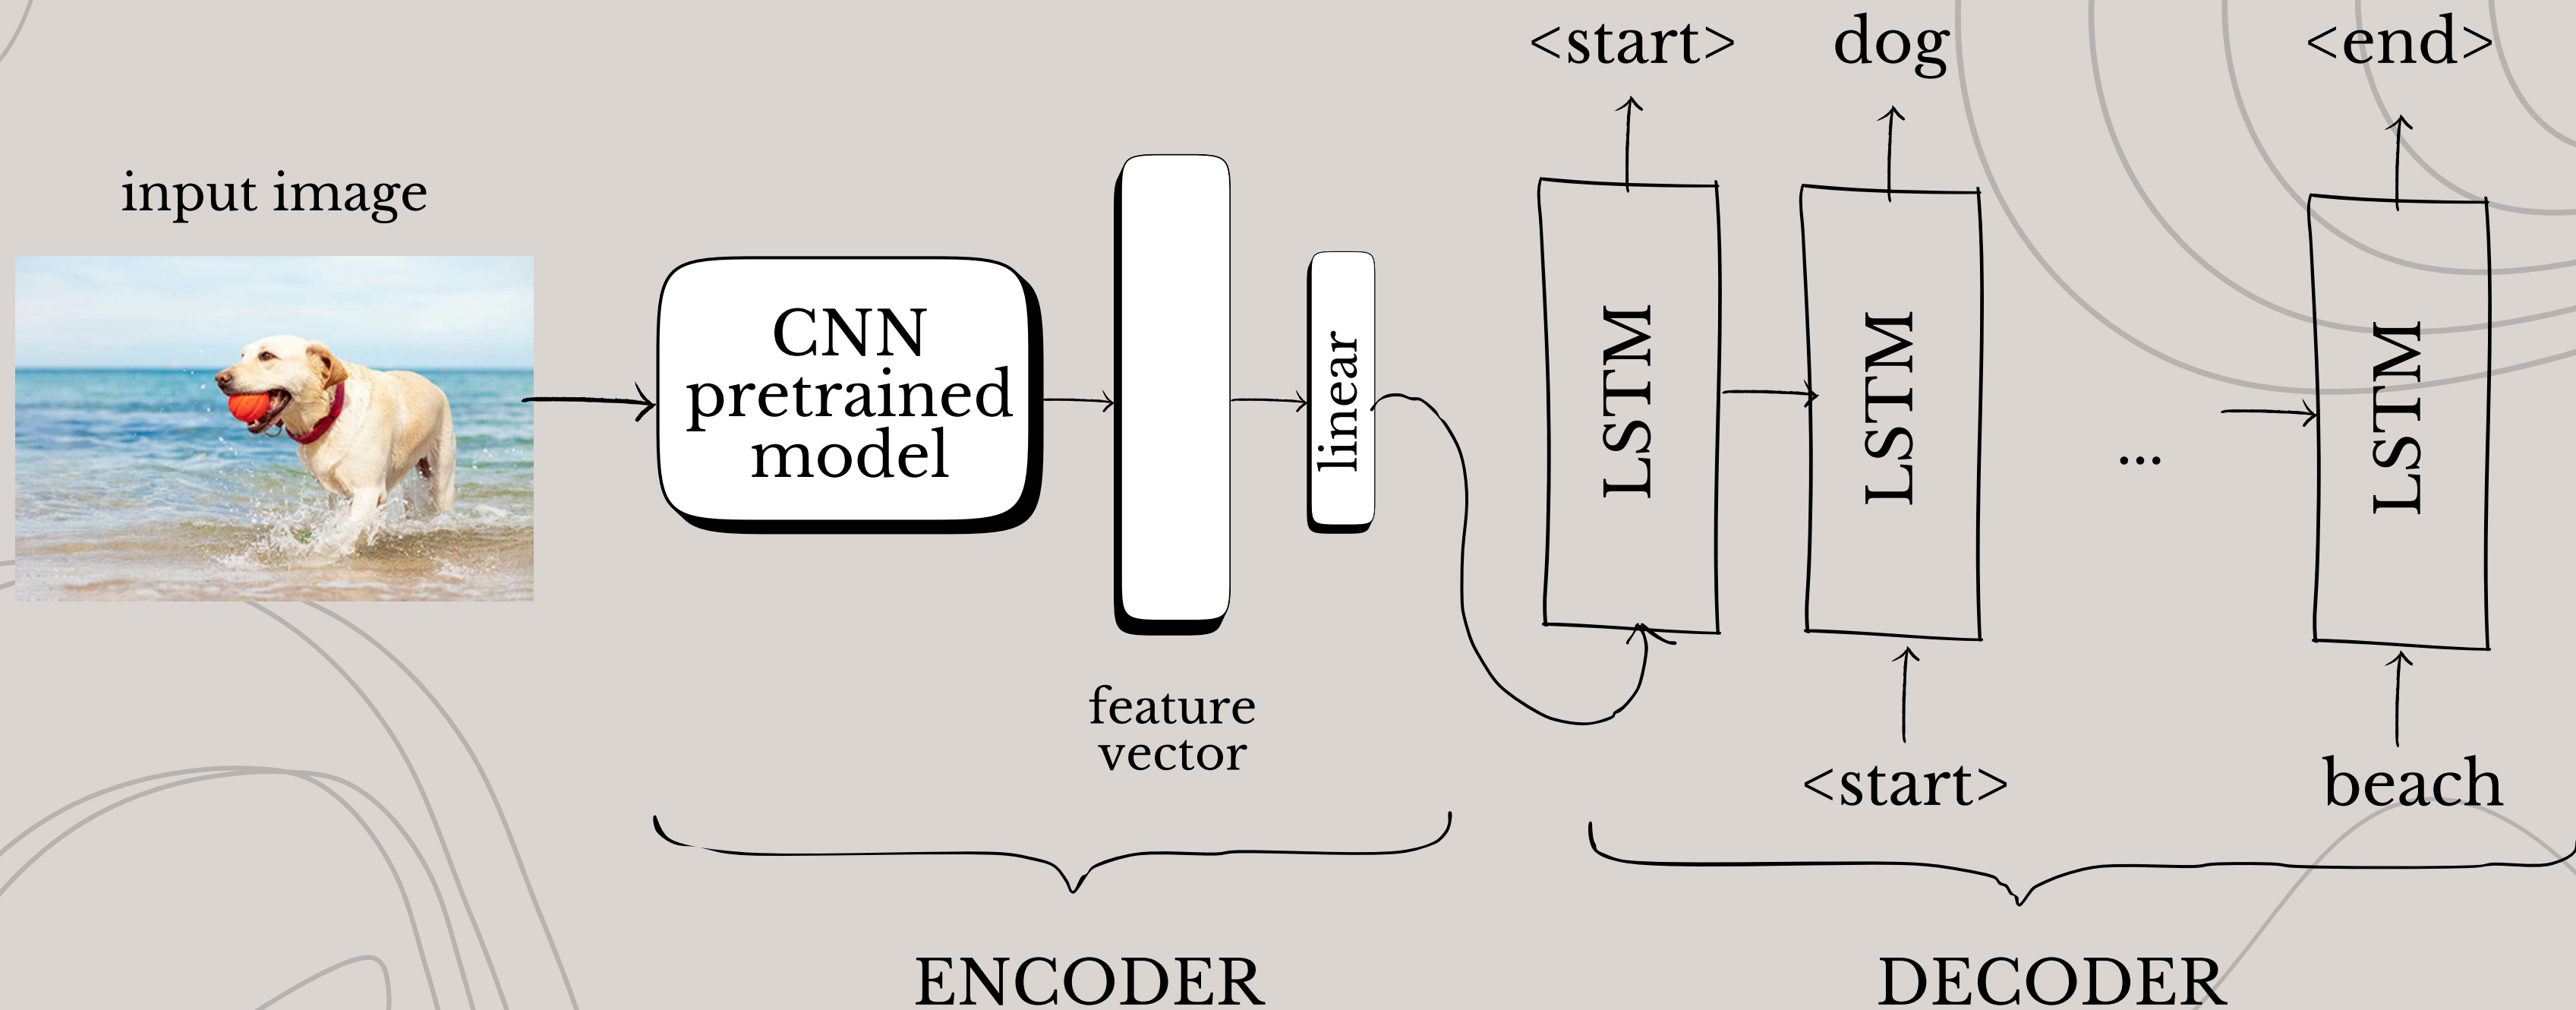 input image
CNN
pretrained
model
feature
vector
linear
<start>
dog
<end>
LSTM
LSTM
...
LSTM
<start>
beach
ENCODER
DECODER